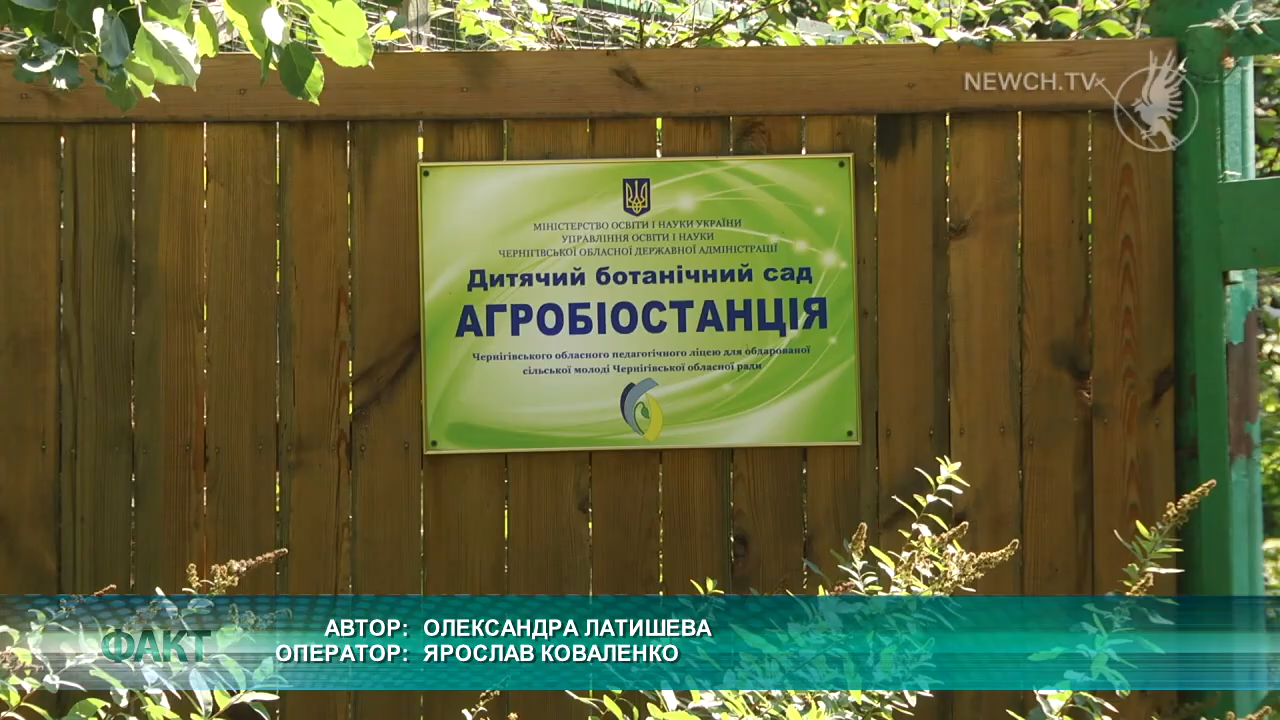 NEWCH.TV
МІНІСТЕРСТВО ОСВІТИ І НАУКИ УКРАЇНИ
УПРАВЛІННЯ ОСВІТИ І НАУКИ
ЧЕРНІГІВСЬКОЇ ОБЛАСНОЇ ДЕРЖАВНОЇ АДМІНІСТРАЦІЇ
Дитячий ботанічний сад
АГРОБІОСТАНЦІЯ
Чернігівського обласного педагогічного ліцею для обдарованої
сільської молоді Чернігівської обласної ради
ФАКТ
АВТОР: ОЛЕКСАНДРА ЛАТИШЕВА
ОПЕРАТОР: ЯРОСЛАВ КОВАЛЕНКО